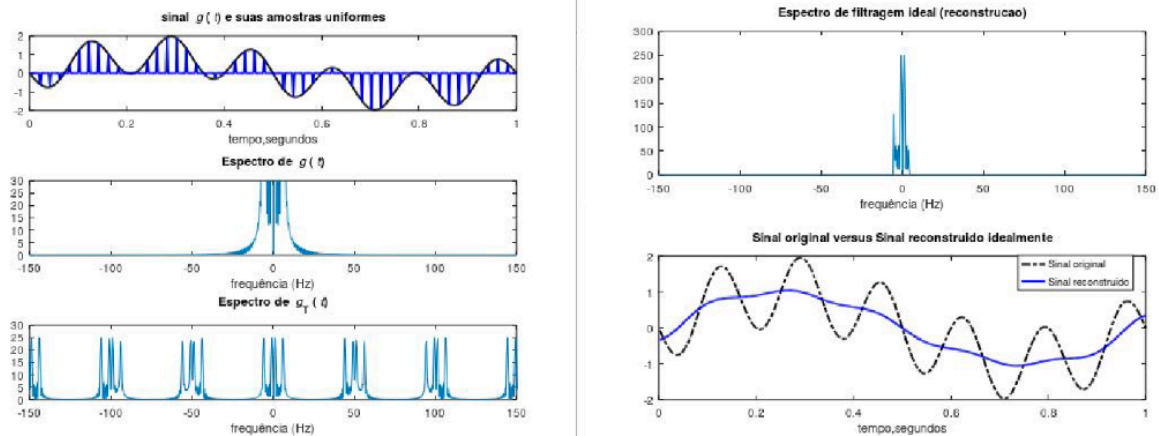 sinal g ( t) e suas amostras uniformes
2
1
0
-1
-2
0 0.2 0.4 0.6 0.8 1
tempo,segundos
Espectro de g ( t)
30
25
20
15
10
5
0
-150 -100 -50 0 50 100 150
frequência (Hz)
Espectro de gT ( t)
30
25
20
15
10
5
0
-150 -100 -50 0 50 100 150
frequência (Hz)
Espectro de filtragem ideal (reconstrucao)
300
250
200
150
100
50
0
-150 -100 -50 0 50 100 150
frequência (Hz)
Sinal original versus Sinal reconstruido idealmente
2
1
0
-1
-2
Sinal original
Sinal reconstruido
0 0.2 0.4 0.6 0.8 1
tempo,segundos